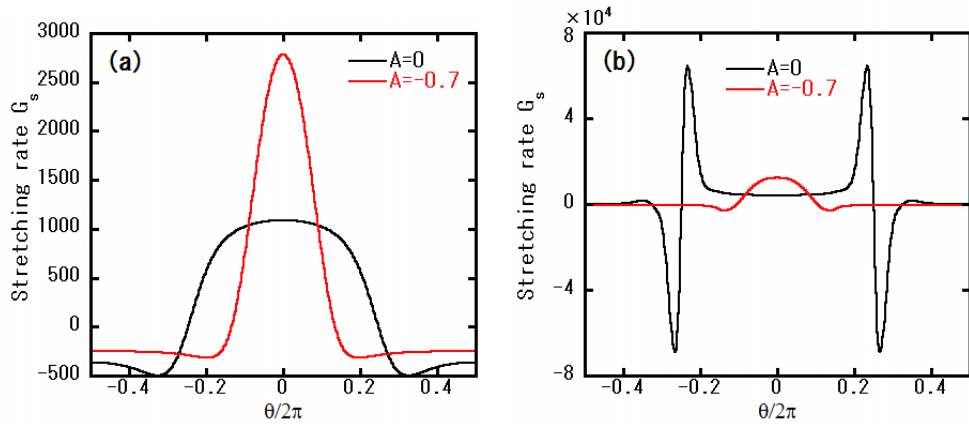 (a)
A=0
A=-0.7
Stretching rate G_s
3000
2500
2000
1500
1000
500
0
-500
-0.4 -0.2 0 0.2 0.4
θ/2π
×10⁴
(b)
A=0
A=-0.7
Stretching rate G_s
8
4
0
-4
-8
-0.4 -0.2 0 0.2 0.4
θ/2π